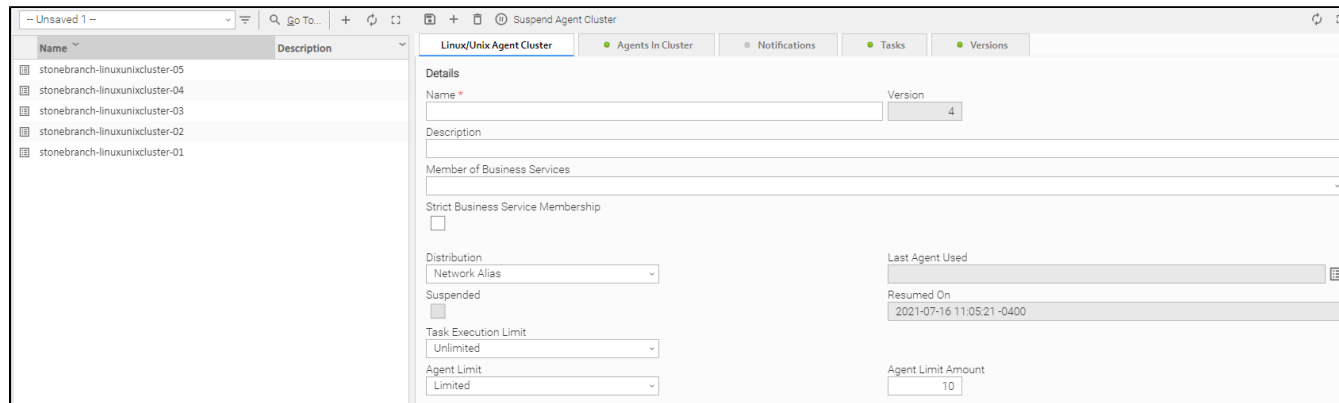 -- Unsaved 1 --
Go To...
Suspend Agent Cluster
Name
Description
stonebranch-linuxunixcluster-05
stonebranch-linuxunixcluster-04
stonebranch-linuxunixcluster-03
stonebranch-linuxunixcluster-02
stonebranch-linuxunixcluster-01
Linux/Unix Agent Cluster
Agents In Cluster
Notifications
Tasks
Versions
Details
Name *
Version
4
Description
Member of Business Services
Strict Business Service Membership
Distribution
Last Agent Used
Network Alias
Suspended
Resumed On
2021-07-16 11:05:21 -0400
Task Execution Limit
Unlimited
Agent Limit
Agent Limit Amount
Limited
10